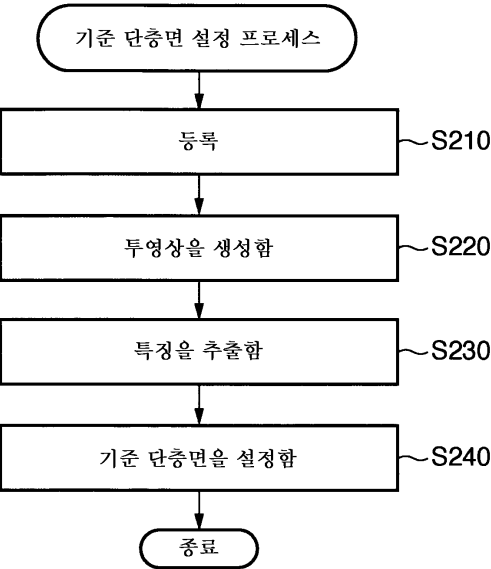 기준 단층면 설정 프로세스
등록
S210
투영상을 생성함
S220
특징을 추출함
S230
기준 단층면을 설정함
S240
종료